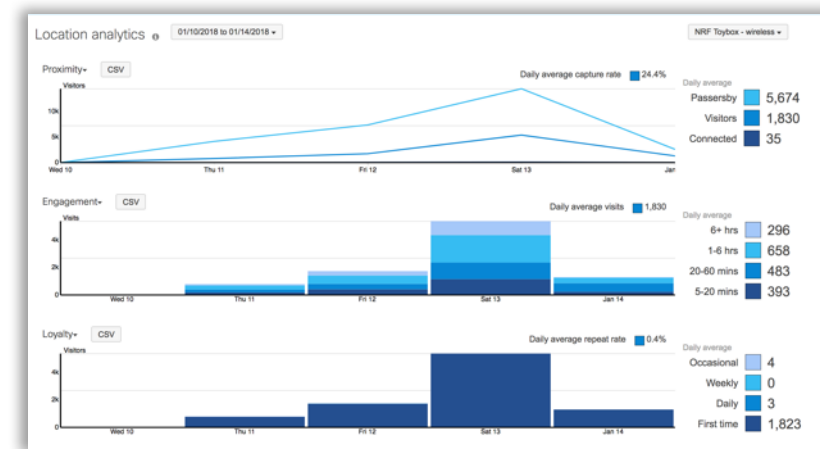 Location analytics
01/10/2018 to 01/14/2018
NRF Toybox - wireless
Proximity
CSV
Daily average capture rate 24.4%
Visitors
10k
5k
0
Wed 10
Thu 11
Fri 12
Sat 13
Jan
Daily average
Passersby 5,674
Visitors 1,830
Connected 35
Engagement
CSV
Daily average visits 1,830
Visits
4k
2k
0
Wed 10
Thu 11
Fri 12
Sat 13
Jan 14
Daily average
6+ hrs 296
1-6 hrs 658
20-60 mins 483
5-20 mins 393
Loyalty
CSV
Daily average repeat rate 0.4%
Visitors
4k
2k
0
Wed 10
Thu 11
Fri 12
Sat 13
Jan 14
Daily average
Occasional 4
Weekly 0
Daily 3
First time 1,823